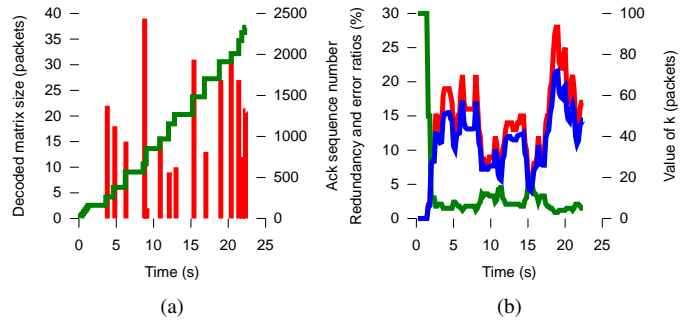 Decoded matrix size (packets)
40
35
30
25
20
15
10
5
0
2500
2000
1500
1000
500
0
Ack sequence number
0 5 10 15 20 25
Time (s)
(a)
Redundancy and error ratios (%)
30
25
20
15
10
5
0
100
80
60
40
20
0
Value of k (packets)
0 5 10 15 20 25
Time (s)
(b)